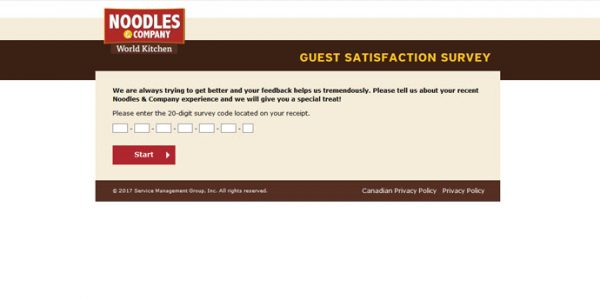 NOODLES
& COMPANY
World Kitchen
GUEST SATISFACTION SURVEY
We are always trying to get better and your feedback helps us tremendously. Please tell us about your recent
Noodles & Company experience and we will give you a special treat!
Please enter the 20-digit survey code located on your receipt.
- - - - - -
Start
© 2017 Service Management Group, Inc. All rights reserved. Canadian Privacy Policy Privacy Policy